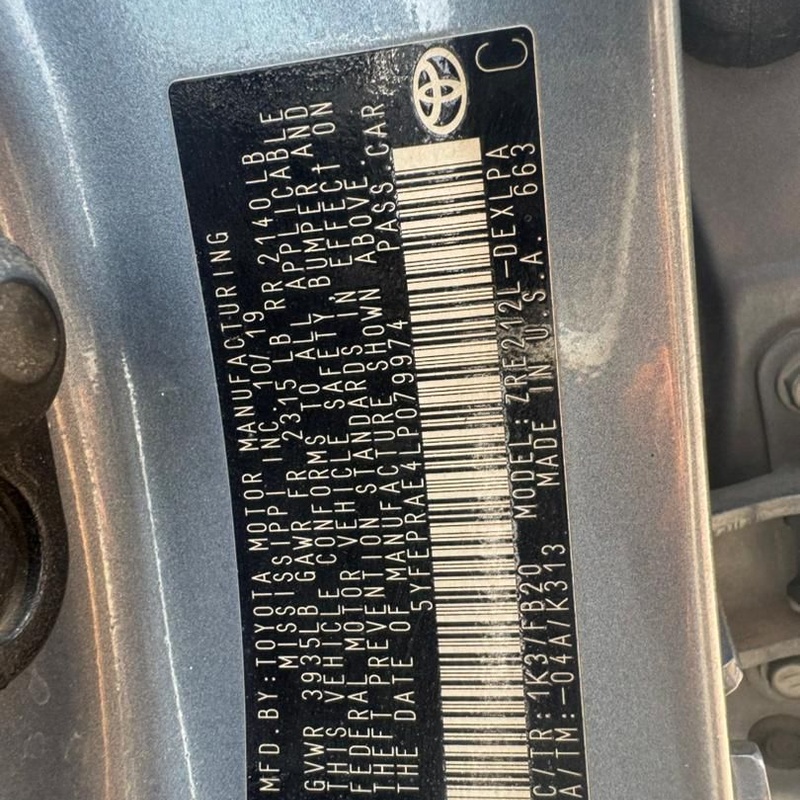 MFD.BY:TOYOTA MOTOR MANUFACTURING
MISSISSIPPI INC. 10/19
GVWR 3935LB GAWR FR 2315 LB RR 2140LB
THIS VEHICLE CONFORMS TO ALL APPLICABLE
FEDERAL MOTOR VEHICLE SAFETY, BUMPER AND
THEFT PREVENTION STANDARDS IN EFFECT ON
THE DATE OF MANUFACTURE SHOWN ABOVE.
5YFEPRAE4LP079974 PASS.CAR
C/TR: 1K3/FB20 MODEL: ZRE212L-DEXLPA
A/TM: -04A/K313 MADE IN U.S.A. 663
C